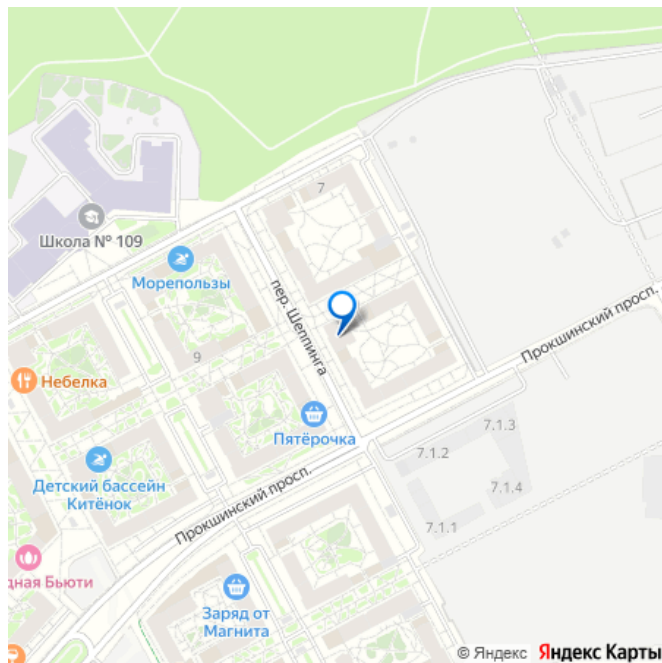 7
Школа № 109
Морепользы
пер. Шеппинга
Прокшинский просп.
9
Небелка
Пятёрочка
7.1.3
7.1.2
Детский бассейн
Китёнок
7.1.4
Прокшинский просп.
7.1.1
дная Бьюти
Заряд от
Магнита
© Яндекс Яндекс Карты